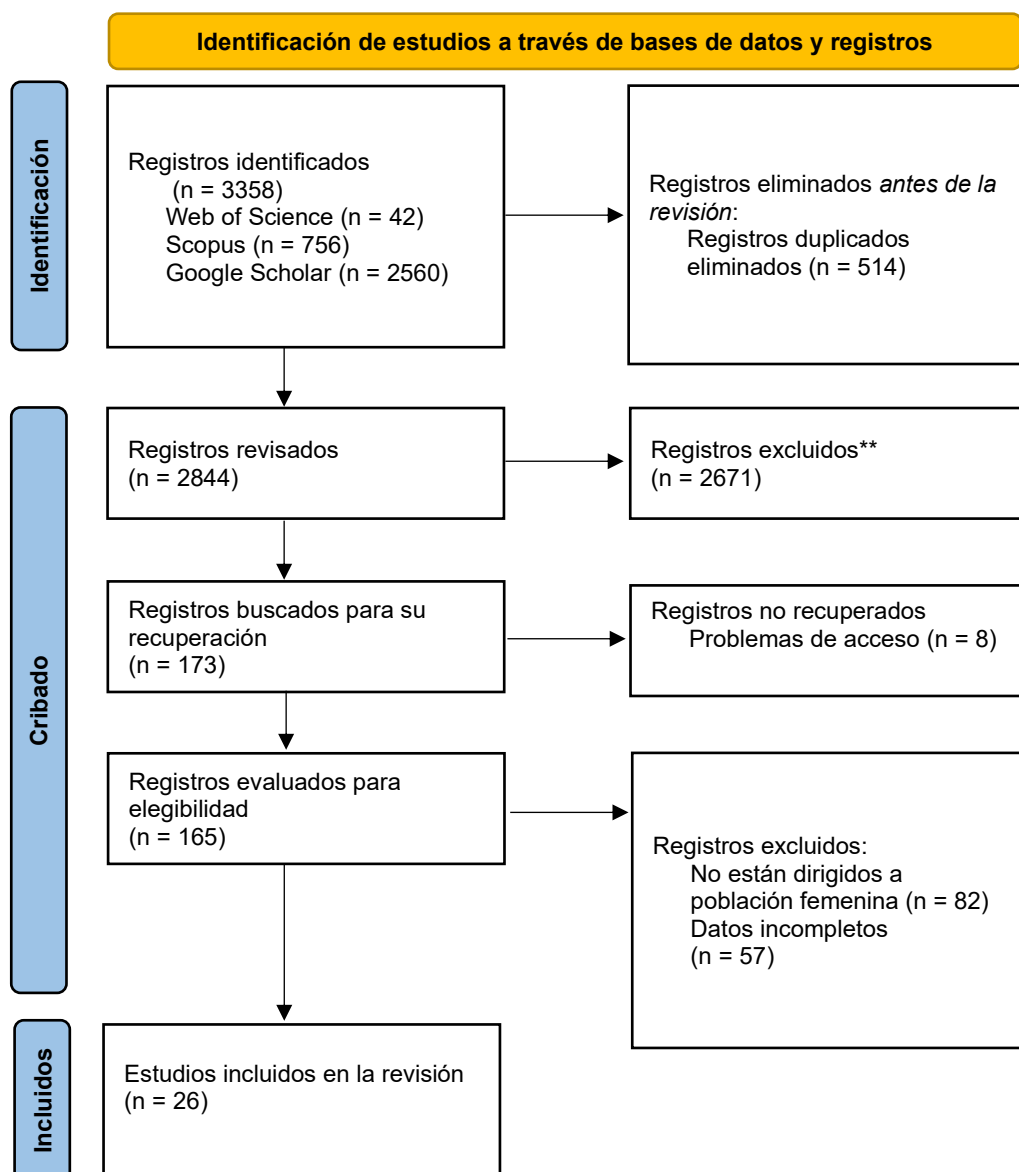 Identificación de estudios a través de bases de datos y registros
Identificación
Registros identificados
(n = 3358)
Web of Science (n = 42)
Scopus (n = 756)
Google Scholar (n = 2560)
Registros eliminados antes de la
revisión:
Registros duplicados
eliminados (n = 514)
Cribado
Registros revisados
(n = 2844)
Registros excluidos**
(n = 2671)
Registros buscados para su
recuperación
(n = 173)
Registros no recuperados
Problemas de acceso (n = 8)
Registros evaluados para
elegibilidad
(n = 165)
Registros excluidos:
No están dirigidos a
población femenina (n = 82)
Datos incompletos
(n = 57)
Incluidos
Estudios incluidos en la revisión
(n = 26)